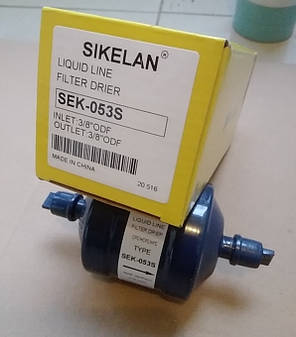 SIKELAN®
LIQUID LINE
FILTER DRIER
SEK-053S
INLET:3/8"ODF
OUTLET:3/8"ODF
MADE IN CHINA
20 516
LIQUID LINE
FILTER DRIER
TYPE
SEK-053S